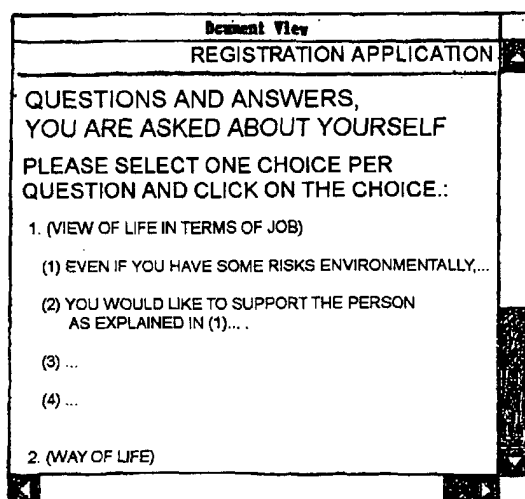 Document View
REGISTRATION APPLICATION
QUESTIONS AND ANSWERS,
YOU ARE ASKED ABOUT YOURSELF
PLEASE SELECT ONE CHOICE PER
QUESTION AND CLICK ON THE CHOICE.:
1. (VIEW OF LIFE IN TERMS OF JOB)
(1) EVEN IF YOU HAVE SOME RISKS ENVIRONMENTALLY,...
(2) YOU WOULD LIKE TO SUPPORT THE PERSON
AS EXPLAINED IN (1)... .
(3) ...
(4) ...
2. (WAY OF LIFE)